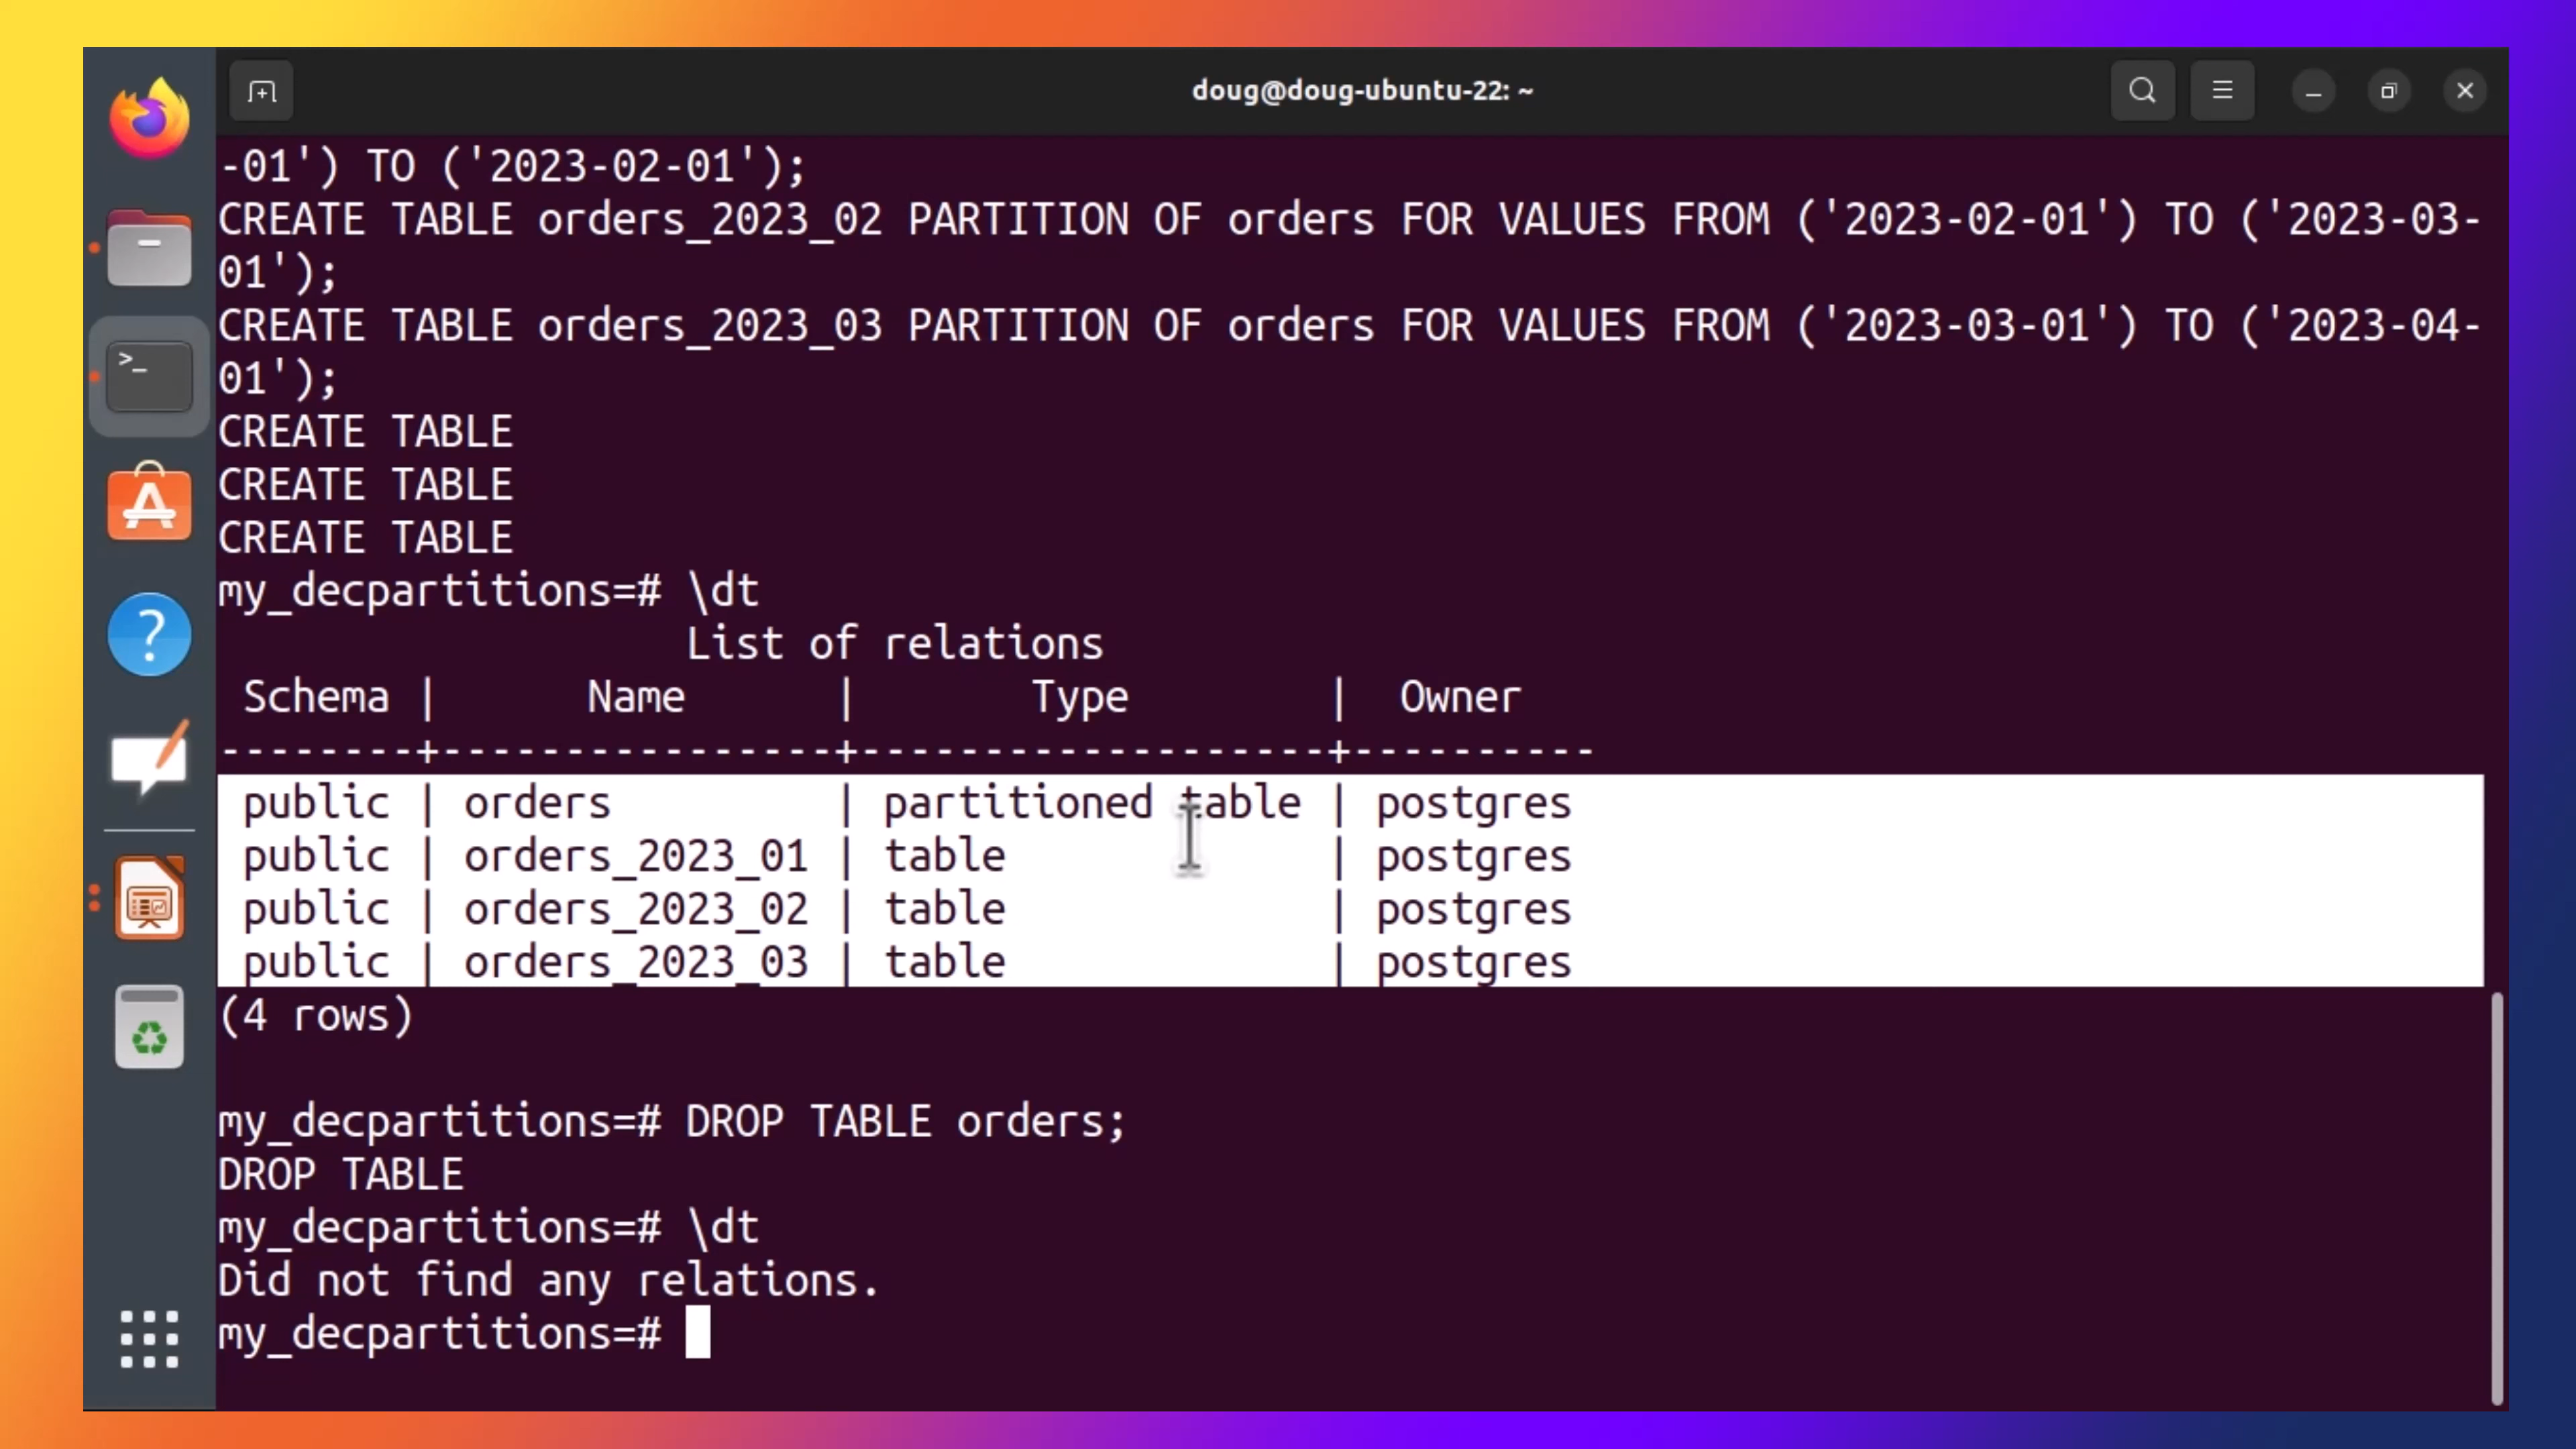 doug@doug-ubuntu-22: ~
-01') TO ('2023-02-01');
CREATE TABLE orders_2023_02 PARTITION OF orders FOR VALUES FROM ('2023-02-01') TO ('2023-03-
01');
CREATE TABLE orders_2023_03 PARTITION OF orders FOR VALUES FROM ('2023-03-01') TO ('2023-04-
01');
CREATE TABLE
CREATE TABLE
CREATE TABLE
my_decpartitions=# \dt
List of relations
Schema | Name | Type | Owner
--------+----------------+-------------------+----------
public | orders | partitioned table | postgres
public | orders_2023_01 | table | postgres
public | orders_2023_02 | table | postgres
public | orders_2023_03 | table | postgres
(4 rows)
my_decpartitions=# DROP TABLE orders;
DROP TABLE
my_decpartitions=# \dt
Did not find any relations.
my_decpartitions=#